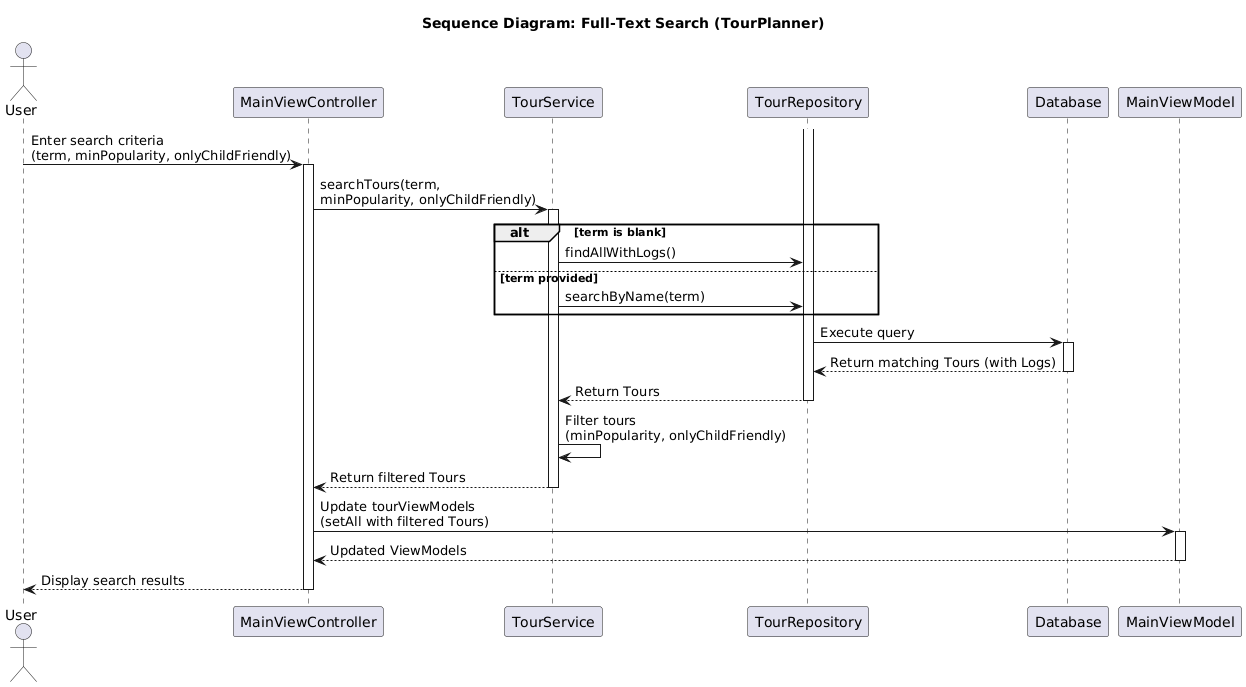 Sequence Diagram: Full-Text Search (TourPlanner)
User
MainViewController
TourService
TourRepository
Database
MainViewModel
Enter search criteria
(term, minPopularity, onlyChildFriendly)
searchTours(term,
minPopularity, onlyChildFriendly)
alt
[term is blank]
findAllWithLogs()
[term provided]
searchByName(term)
Execute query
Return matching Tours (with Logs)
Return Tours
Filter tours
(minPopularity, onlyChildFriendly)
Return filtered Tours
Update tourViewModels
(setAll with filtered Tours)
Updated ViewModels
Display search results
User
MainViewController
TourService
TourRepository
Database
MainViewModel